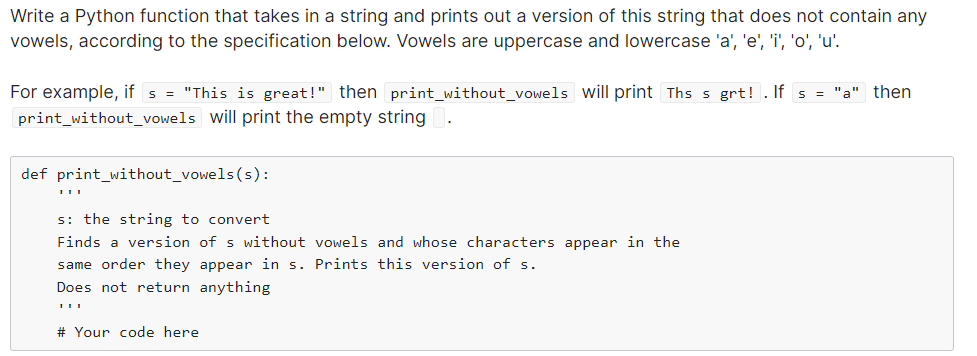 Write a Python function that takes in a string and prints out a version of this string that does not contain any
vowels, according to the specification below. Vowels are uppercase and lowercase 'a', 'e', 'i', 'o', 'u'.
For example, if s = "This is great!" then print_without_vowels will print Ths s grt! . If s = "a" then
print_without_vowels will print the empty string .
def print_without_vowels(s):
    '''
    s: the string to convert
    Finds a version of s without vowels and whose characters appear in the
    same order they appear in s. Prints this version of s.
    Does not return anything
    '''
    # Your code here